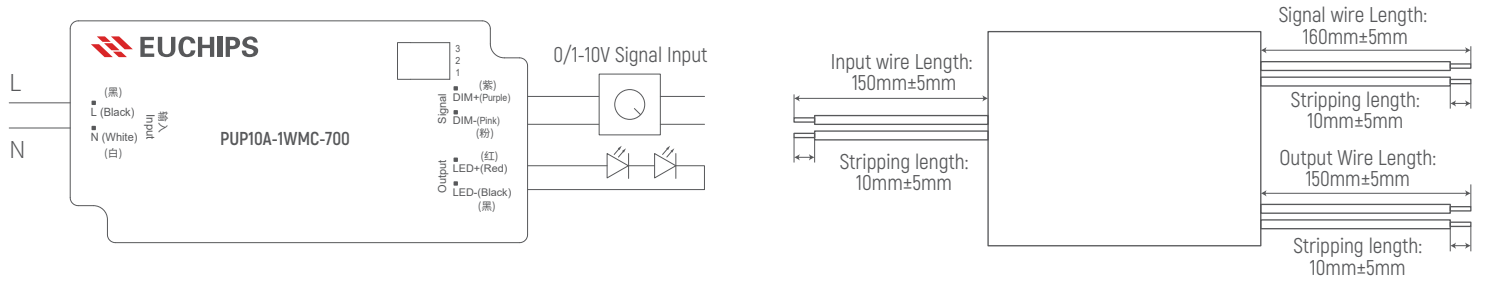 EUCHIPS
3
2
1
0/1-10V Signal Input
L
N
(黑)
L (Black)
N (White)
(白)
输入
Input
PUP10A-1WMC-700
Signal
(紫)
DIM+(Purple)
DIM-(Pink)
(粉)
Output
(红)
LED+(Red)
LED-(Black)
(黑)
Input wire Length:
150mm±5mm
Stripping length:
10mm±5mm
Signal wire Length:
160mm±5mm
Stripping length:
10mm±5mm
Output Wire Length:
150mm±5mm
Stripping length:
10mm±5mm